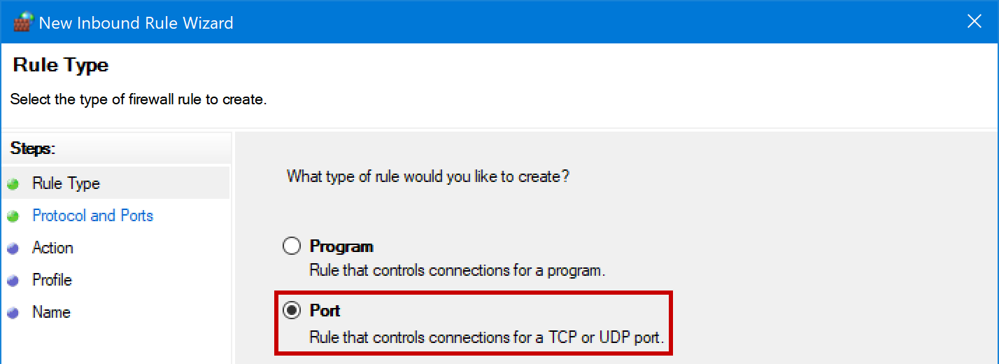 New Inbound Rule Wizard
Rule Type
Select the type of firewall rule to create.
Steps:
Rule Type
Protocol and Ports
Action
Profile
Name
What type of rule would you like to create?
Program
Rule that controls connections for a program.
Port
Rule that controls connections for a TCP or UDP port.